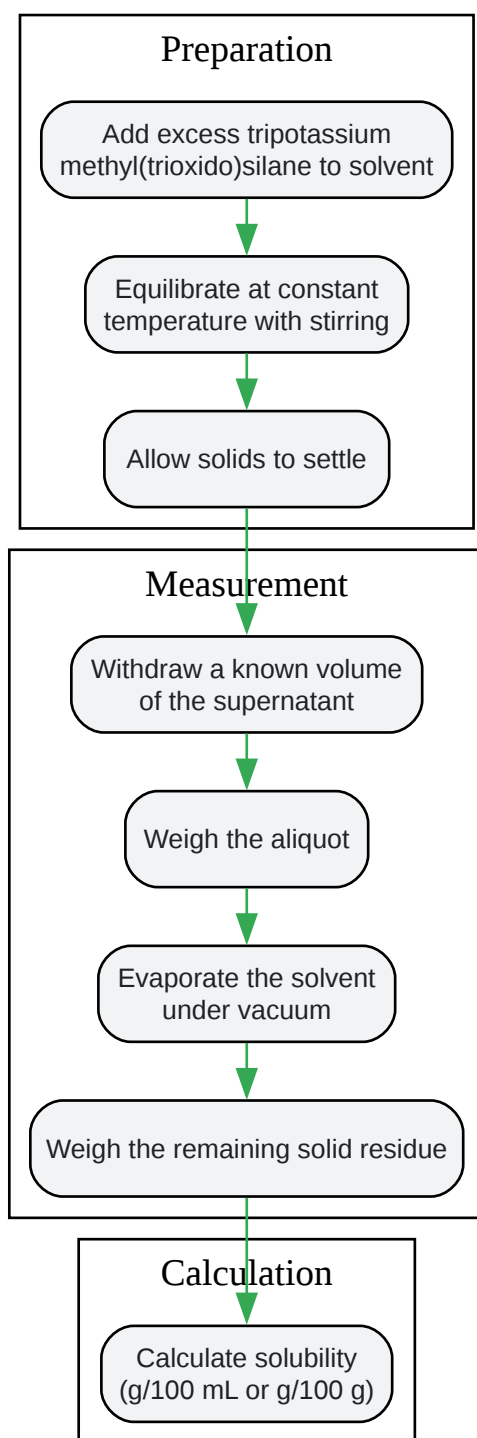 Preparation
Add excess tripotassium
methyl(trioxido)silane to solvent
Equilibrate at constant
temperature with stirring
Allow solids to settle
Measurement
Withdraw a known volume
of the supernatant
Weigh the aliquot
Evaporate the solvent
under vacuum
Weigh the remaining solid residue
Calculation
Calculate solubility
(g/100 mL or g/100 g)